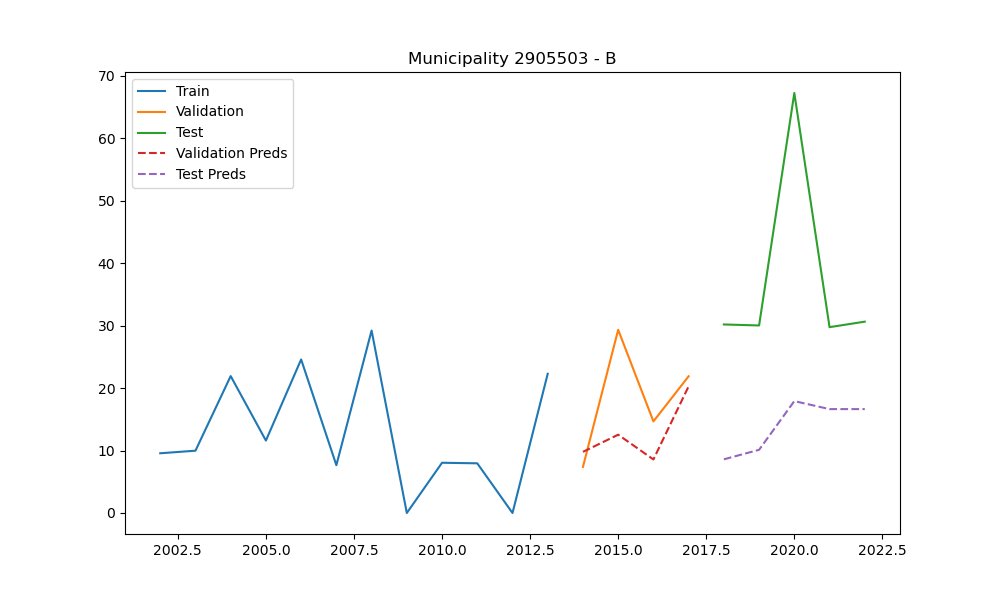 Municipality 2905503 - B
Train
Validation
Test
Validation Preds
Test Preds
70
60
50
40
30
20
10
0
2002.5 2005.0 2007.5 2010.0 2012.5 2015.0 2017.5 2020.0 2022.5